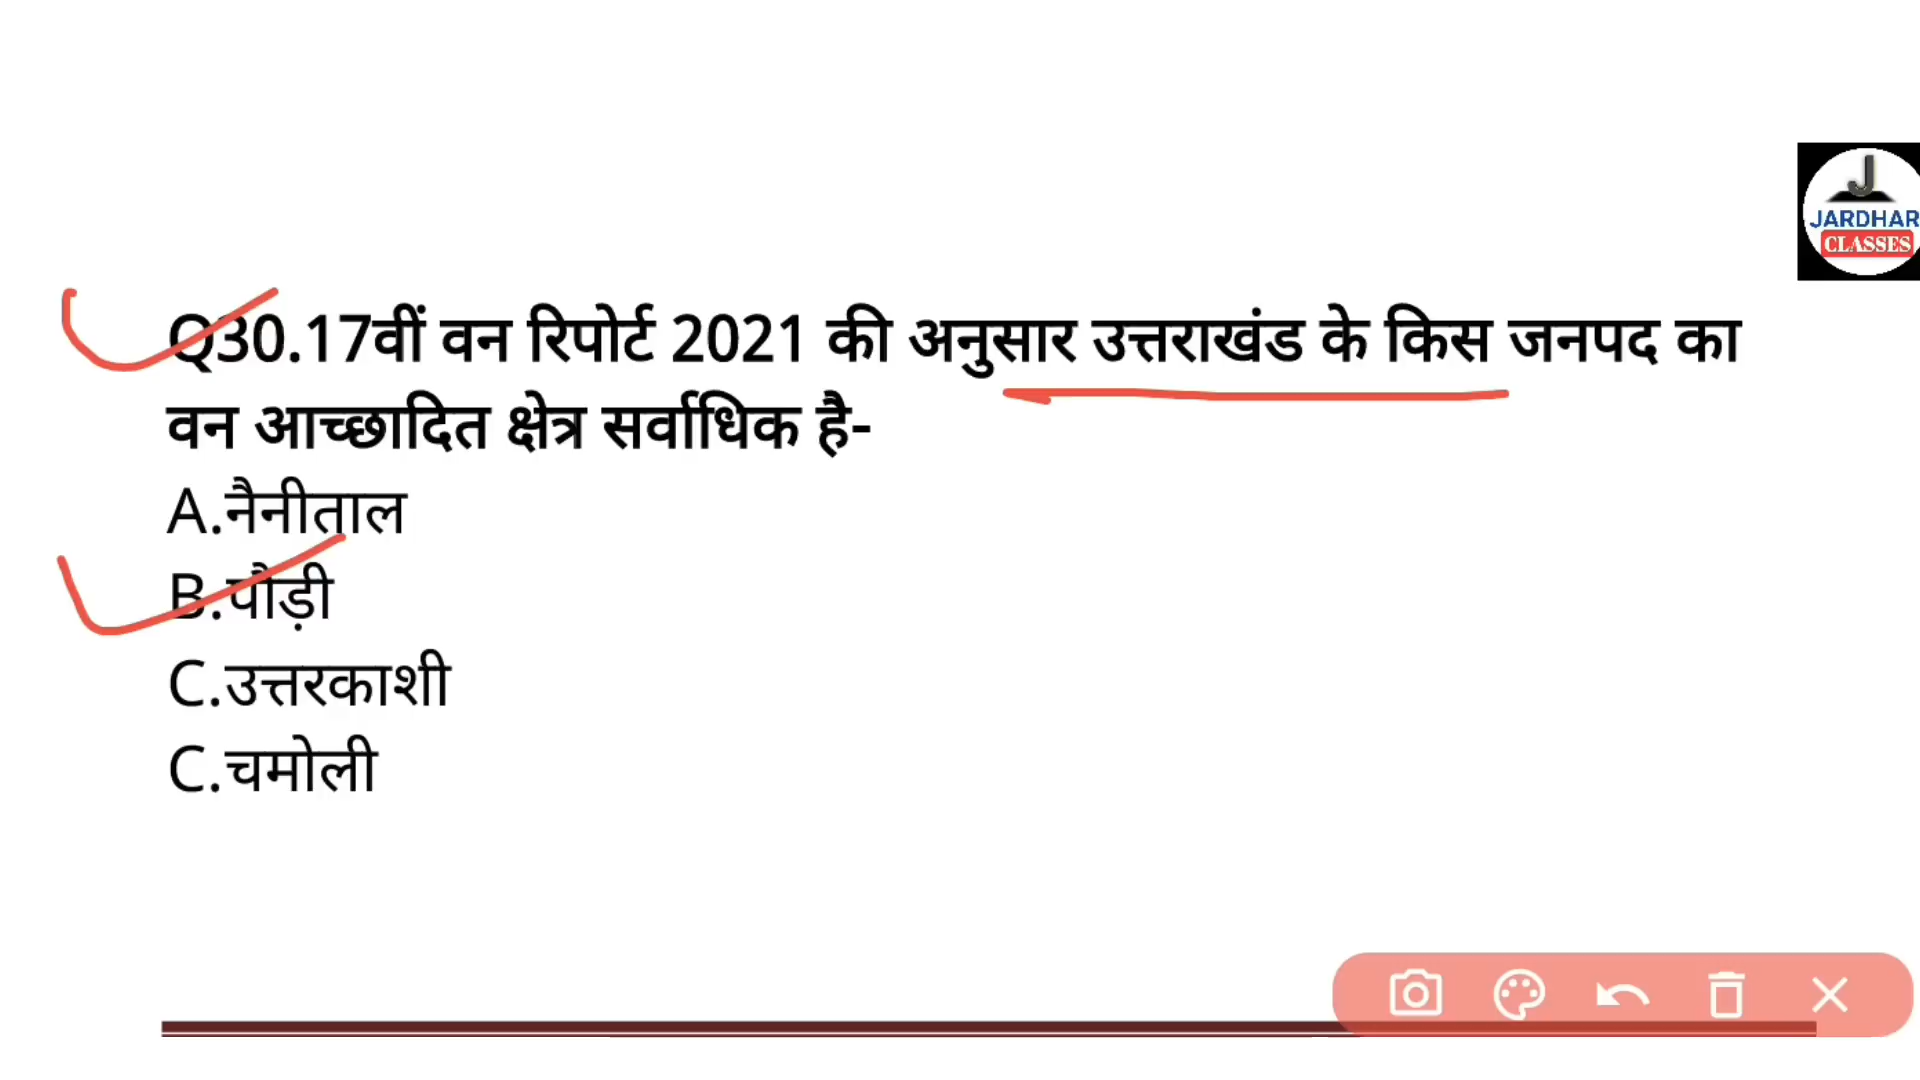 J
JARDHAR
CLASSES
Q30.17वीं वन रिपोर्ट 2021 की अनुसार उत्तराखंड के किस जनपद का
वन आच्छादित क्षेत्र सर्वाधिक है-
A.नैनीताल
B.पौड़ी
C.उत्तरकाशी
C.चमोली